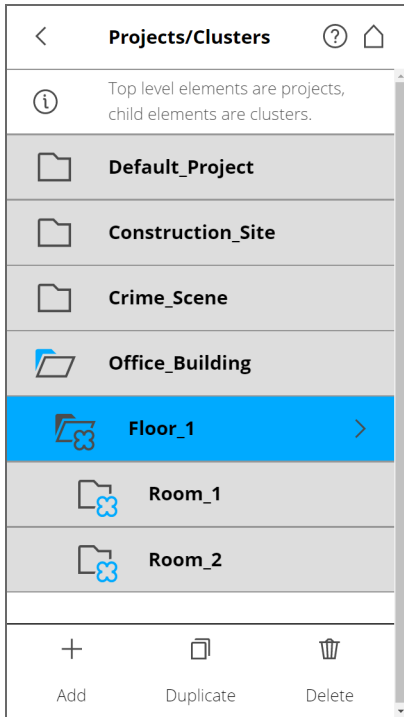 Projects/Clusters
Top level elements are projects,
child elements are clusters.
Default_Project
Construction_Site
Crime_Scene
Office_Building
Floor_1
Room_1
Room_2
Add Duplicate Delete